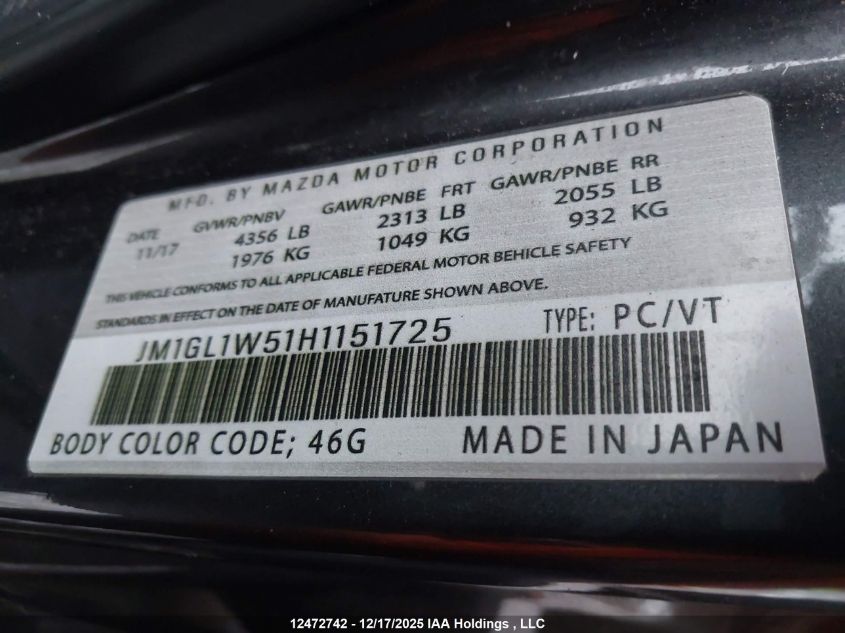 MFD. BY MAZDA MOTOR CORPORATION
DATE GVWR/PNBV GAWR/PNBE FRT GAWR/PNBE RR
11/17 4356 LB 2313 LB 2055 LB
1976 KG 1049 KG 932 KG
THIS VEHICLE CONFORMS TO ALL APPLICABLE FEDERAL MOTOR BEHICLE SAFETY
STANDARDS IN EFFECT ON THE DATE OF MANUFATURE SHOWN ABOVE.
JM1GL1W51H1151725 TYPE: PC/VT
BODY COLOR CODE; 46G MADE IN JAPAN
12472742 - 12/17/2025 IAA Holdings , LLC